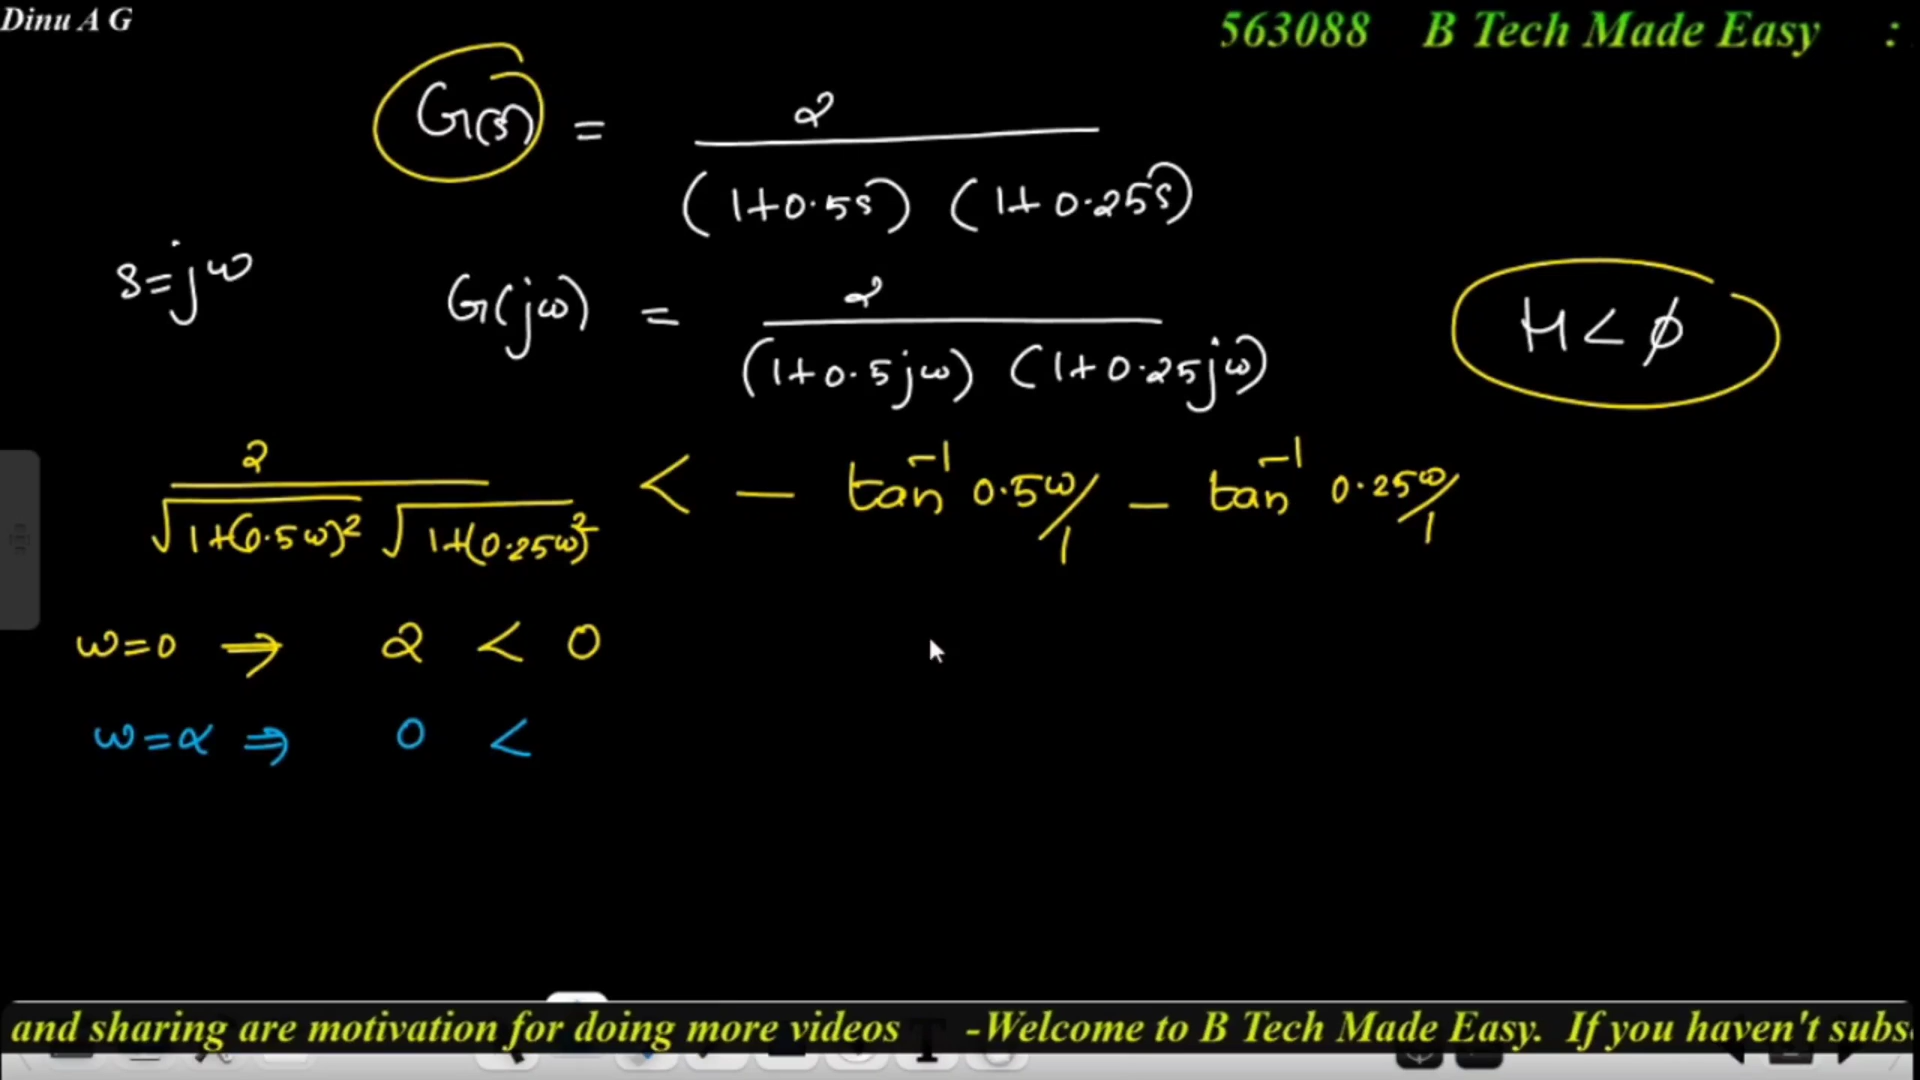 Dinu A G
563088 B Tech Made Easy :
G(s) = 2 / (1+0.5s) (1+0.25s)
s=jω
G(jω) = 2 / (1+0.5jω) (1+0.25jω)
M < ϕ
2 / √1+(0.5ω)² √1+(0.25ω)² < - tan⁻¹ 0.5ω/1 - tan⁻¹ 0.25ω/1
ω=0 ⇒ 2 < 0
ω=α ⇒ 0 <
and sharing are motivation for doing more videos -Welcome to B Tech Made Easy. If you haven't subs